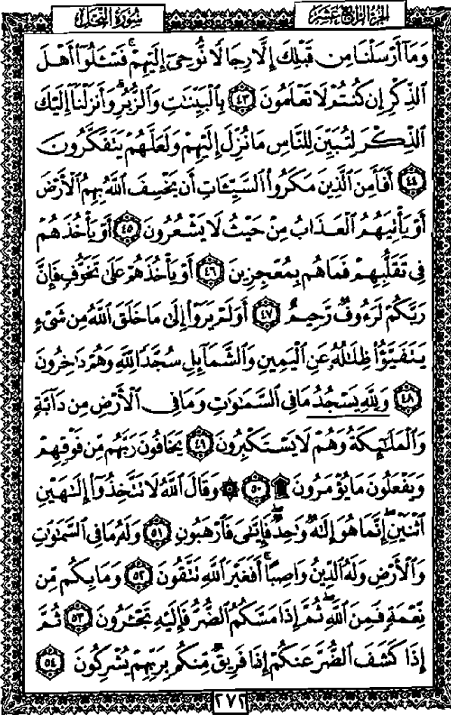 الجزء الرابع عشر
سورة النحل
وَمَآ أَرْسَلْنَا مِن قَبْلِكَ إِلَّا رِجَالًا نُّوحِىٓ إِلَيْهِمْ ۚ فَسْـَٔلُوٓا۟ أَهْلَ
ٱلذِّكْرِ إِن كُنتُمْ لَا تَعْلَمُونَ ٤٣ بِٱلْبَيِّنَـٰتِ وَٱلزُّبُرِ ۗ وَأَنزَلْنَآ إِلَيْكَ
ٱلذِّكْرَ لِتُبَيِّنَ لِلنَّاسِ مَا نُزِّلَ إِلَيْهِمْ وَلَعَلَّهُمْ يَتَفَكَّرُونَ
٤٤ أَفَأَمِنَ ٱلَّذِينَ مَكَرُوا۟ ٱلسَّيِّـَٔاتِ أَن يَخْسِفَ ٱللَّهُ بِهِمُ ٱلْأَرْضَ
أَوْ يَأْتِيَهُمُ ٱلْعَذَابُ مِنْ حَيْثُ لَا يَشْعُرُونَ ٤٥ أَوْ يَأْخُذَهُمْ
فِى تَقَلُّبِهِمْ فَمَا هُم بِمُعْجِزِينَ ٤٦ أَوْ يَأْخُذَهُمْ عَلَىٰ تَخَوُّفٍ فَإِنَّ
رَبَّكُمْ لَرَءُوفٌ رَّحِيمٌ ٤٧ أَوَلَمْ يَرَوْا۟ إِلَىٰ مَا خَلَقَ ٱللَّهُ مِن شَىْءٍ
يَتَفَيَّؤُا۟ ظِلَـٰلُهُۥ عَنِ ٱلْيَمِينِ وَٱلشَّمَآئِلِ سُجَّدًا لِّلَّهِ وَهُمْ دَٰخِرُونَ
٤٨ وَلِلَّهِ يَسْجُدُ مَا فِى ٱلسَّمَـٰوَٰتِ وَمَا فِى ٱلْأَرْضِ مِن دَآبَّةٍ
وَٱلْمَلَـٰٓئِكَةُ وَهُمْ لَا يَسْتَكْبِرُونَ ٤٩ يَخَافُونَ رَبَّهُم مِّن فَوْقِهِمْ
وَيَفْعَلُونَ مَا يُؤْمَرُونَ ۩ ٥٠ ۞ وَقَالَ ٱللَّهُ لَا تَتَّخِذُوٓا۟ إِلَـٰهَيْنِ
ٱثْنَيْنِ ۖ إِنَّمَا هُوَ إِلَـٰهٌ وَٰحِدٌ ۖ فَإِيَّـٰىَ فَٱرْهَبُونِ ٥١ وَلَهُۥ مَا فِى ٱلسَّمَـٰوَٰتِ
وَٱلْأَرْضِ وَلَهُ ٱلدِّينُ وَاصِبًا ۚ أَفَغَيْرَ ٱللَّهِ تَتَّقُونَ ٥٢ وَمَا بِكُم مِّن
نِّعْمَةٍ فَمِنَ ٱللَّهِ ۖ ثُمَّ إِذَا مَسَّكُمُ ٱلضُّرُّ فَإِلَيْهِ تَجْـَٔرُونَ ٥٣ ثُمَّ
إِذَا كَشَفَ ٱلضُّرَّ عَنكُمْ إِذَا فَرِيقٌ مِّنكُم بِرَبِّهِمْ يُشْرِكُونَ ٥٤
٢٧٢